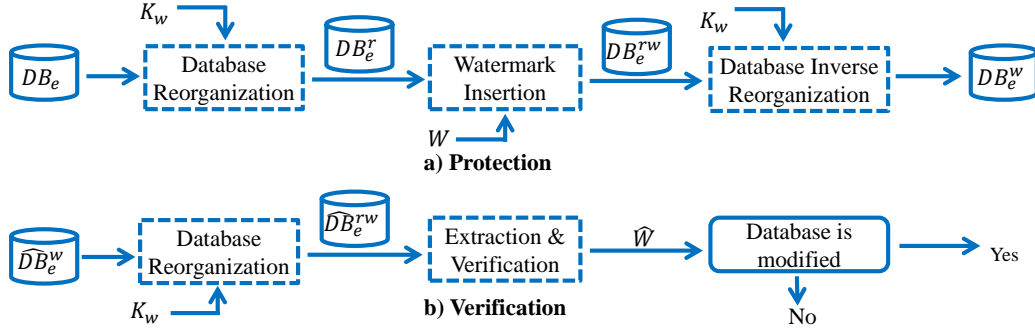 K_w
DB_e
Database
Reorganization
DB_e^r
Watermark
Insertion
W
DB_e^{rw}
K_w
Database Inverse
Reorganization
DB_e^w
a) Protection
\widehat{DB}_e^w
Database
Reorganization
K_w
\widehat{DB}_e^{rw}
Extraction &
Verification
\widehat{W}
Database is
modified
Yes
No
b) Verification